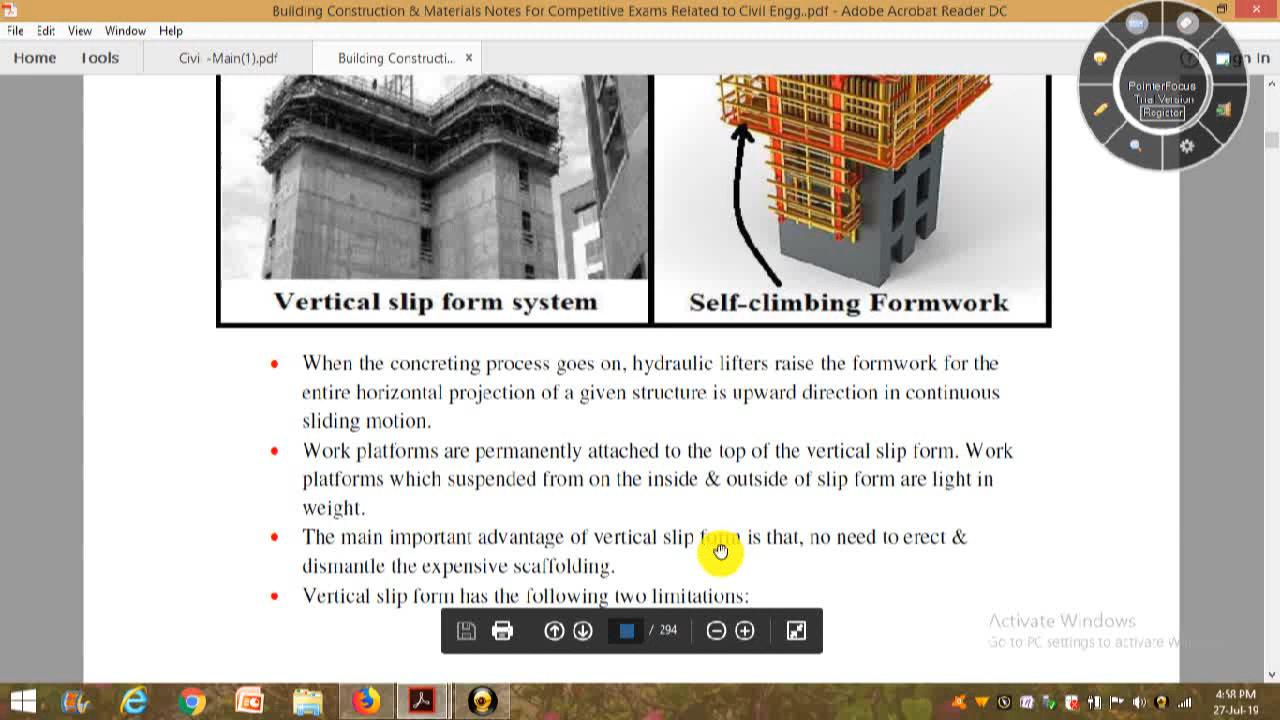 Building Construction & Materials Notes For Competitive Exams Related to Civil Engg..pdf - Adobe Acrobat Reader DC
File Edit View Window Help
Home Tools Civi -Main(1).pdf Building Constructi... × In
PointerFocus
Trial Version
Register
Vertical slip form system
Self-climbing Formwork
• When the concreting process goes on, hydraulic lifters raise the formwork for the
entire horizontal projection of a given structure is upward direction in continuous
sliding motion.
• Work platforms are permanently attached to the top of the vertical slip form. Work
platforms which suspended from on the inside & outside of slip form are light in
weight.
• The main important advantage of vertical slip form is that, no need to erect &
dismantle the expensive scaffolding.
• Vertical slip form has the following two limitations:
/ 294
Activate Windows
Go to PC settings to activate W
4:58 PM
27-Jul-19